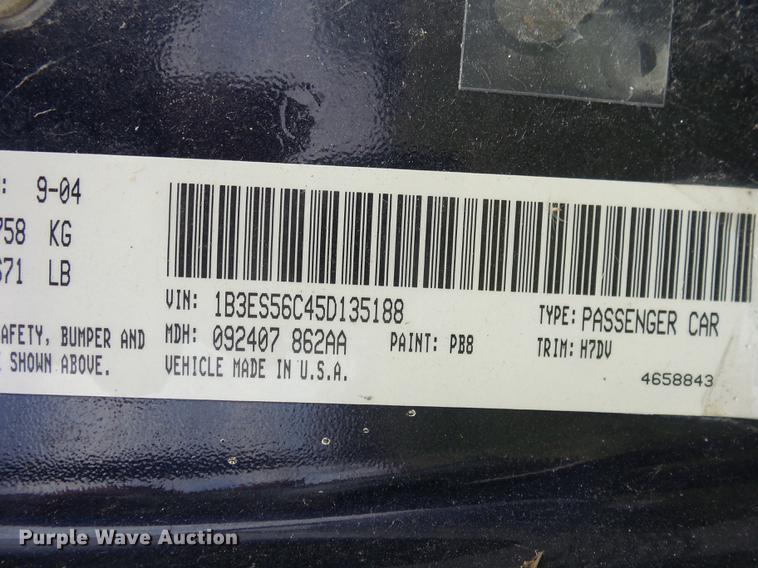 : 9-04
758 KG
671 LB
VIN: 1B3ES56C45D135188
TYPE: PASSENGER CAR
AFETY, BUMPER AND
MDH: 092407 862AA
PAINT: PB8
TRIM: H7DV
SHOWN ABOVE.
VEHICLE MADE IN U.S.A.
4658843
Purple Wave Auction